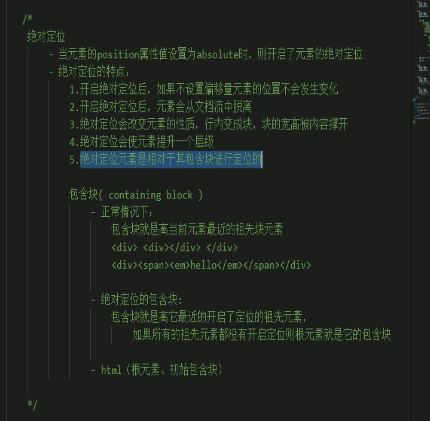 /*
绝对定位
- 当元素的position属性值设置为absolute时，则开启了元素的绝对定位
- 绝对定位的特点：
1.开启绝对定位后，如果不设置偏移量元素的位置不会发生变化
2.开启绝对定位后，元素会从文档流中脱离
3.绝对定位会改变元素的性质，行内变成块，块的宽高被内容撑开
4.绝对定位会使元素提升一个层级
5.绝对定位元素是相对于其包含块进行定位的
包含块( containing block )
- 正常情况下：
包含块就是离当前元素最近的祖先块元素
<div> <div></div> </div>
<div><span><em>hello</em></span></div>
- 绝对定位的包含块:
包含块就是离它最近的开启了定位的祖先元素，
如果所有的祖先元素都没有开启定位则根元素就是它的包含块
- html（根元素、初始包含块）
*/